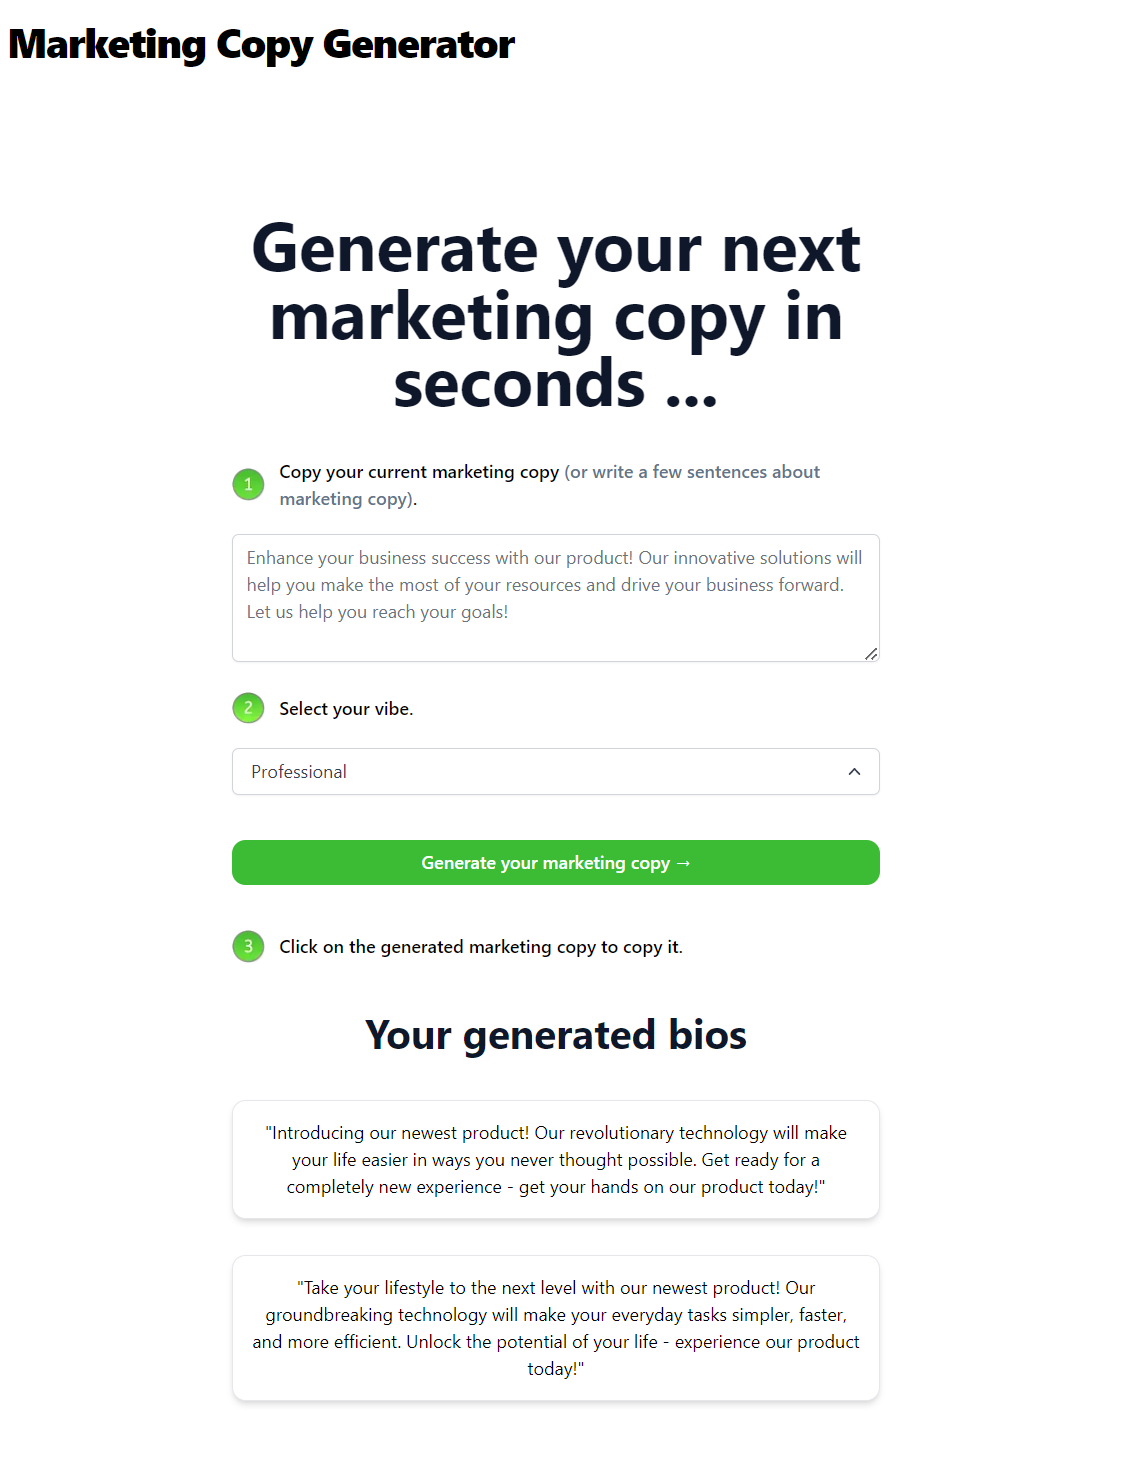 Marketing Copy Generator
Generate your next
marketing copy in
seconds ...
1
Copy your current marketing copy (or write a few sentences about
marketing copy).
Enhance your business success with our product! Our innovative solutions will
help you make the most of your resources and drive your business forward.
Let us help you reach your goals!
2
Select your vibe.
Professional
Generate your marketing copy →
3
Click on the generated marketing copy to copy it.
Your generated bios
"Introducing our newest product! Our revolutionary technology will make
your life easier in ways you never thought possible. Get ready for a
completely new experience - get your hands on our product today!"
"Take your lifestyle to the next level with our newest product! Our
groundbreaking technology will make your everyday tasks simpler, faster,
and more efficient. Unlock the potential of your life - experience our product
today!"